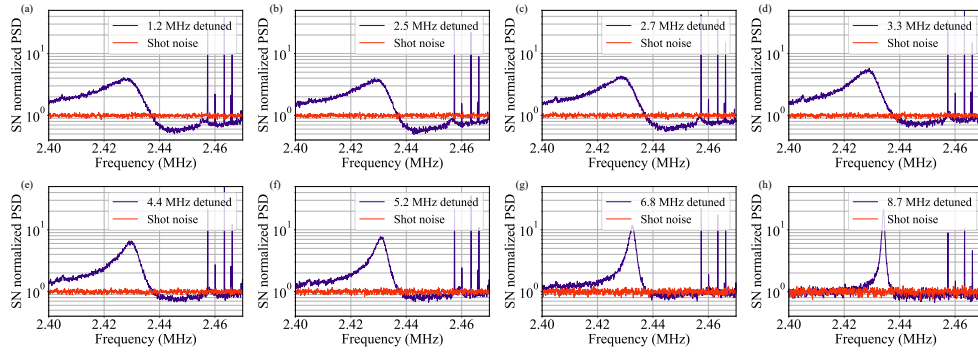 (a)
1.2 MHz detuned
Shot noise
SN normalized PSD
10^1
10^0
2.40 2.42 2.44 2.46
Frequency (MHz)
(b)
2.5 MHz detuned
Shot noise
SN normalized PSD
10^1
10^0
2.40 2.42 2.44 2.46
Frequency (MHz)
(c)
2.7 MHz detuned
Shot noise
SN normalized PSD
10^1
10^0
2.40 2.42 2.44 2.46
Frequency (MHz)
(d)
3.3 MHz detuned
Shot noise
SN normalized PSD
10^1
10^0
2.40 2.42 2.44 2.46
Frequency (MHz)
(e)
4.4 MHz detuned
Shot noise
SN normalized PSD
10^1
10^0
2.40 2.42 2.44 2.46
Frequency (MHz)
(f)
5.2 MHz detuned
Shot noise
SN normalized PSD
10^1
10^0
2.40 2.42 2.44 2.46
Frequency (MHz)
(g)
6.8 MHz detuned
Shot noise
SN normalized PSD
10^1
10^0
2.40 2.42 2.44 2.46
Frequency (MHz)
(h)
8.7 MHz detuned
Shot noise
SN normalized PSD
10^1
10^0
2.40 2.42 2.44 2.46
Frequency (MHz)